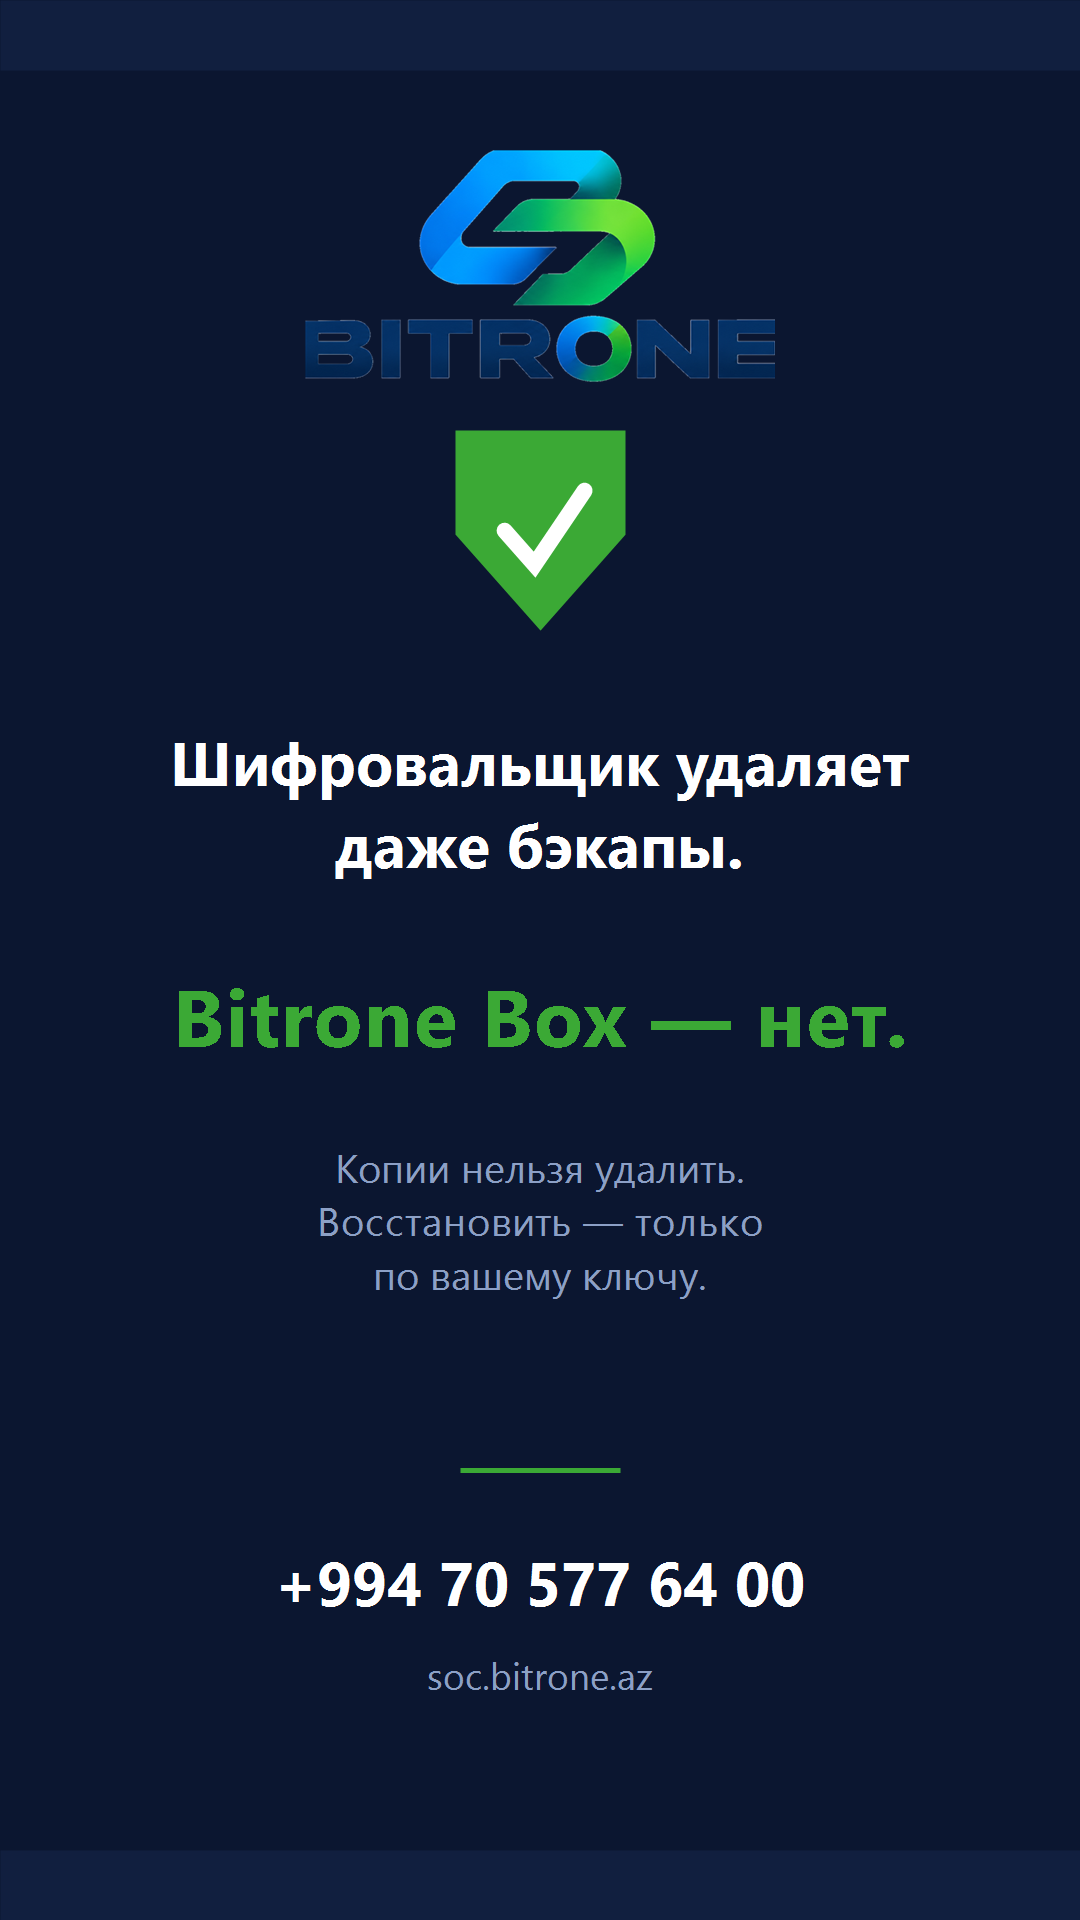 BITRONE
Шифровальщик удаляет
даже бэкапы.
Bitrone Box — нет.
Копии нельзя удалить.
Восстановить — только
по вашему ключу.
+994 70 577 64 00
soc.bitrone.az